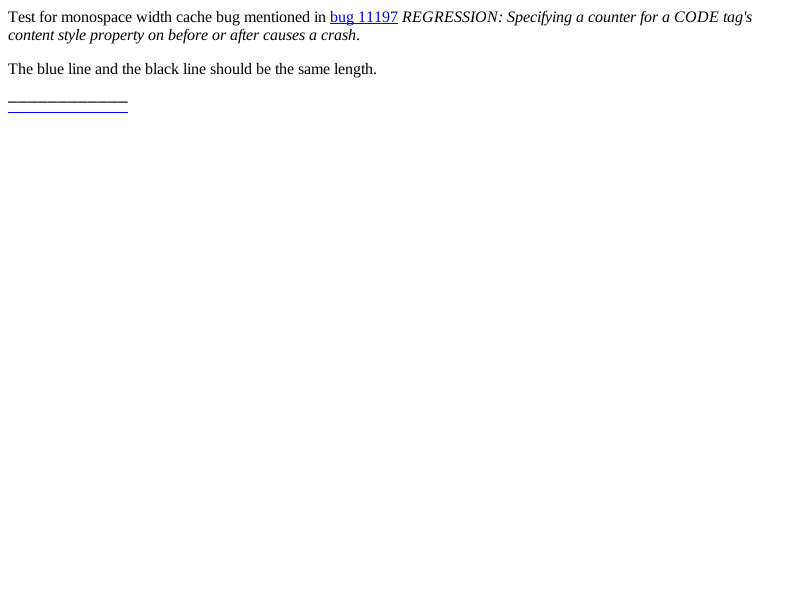 Test for monospace width cache bug mentioned in bug 11197 REGRESSION: Specifying a counter for a CODE tag's
content style property on before or after causes a crash.
The blue line and the black line should be the same length.
____________